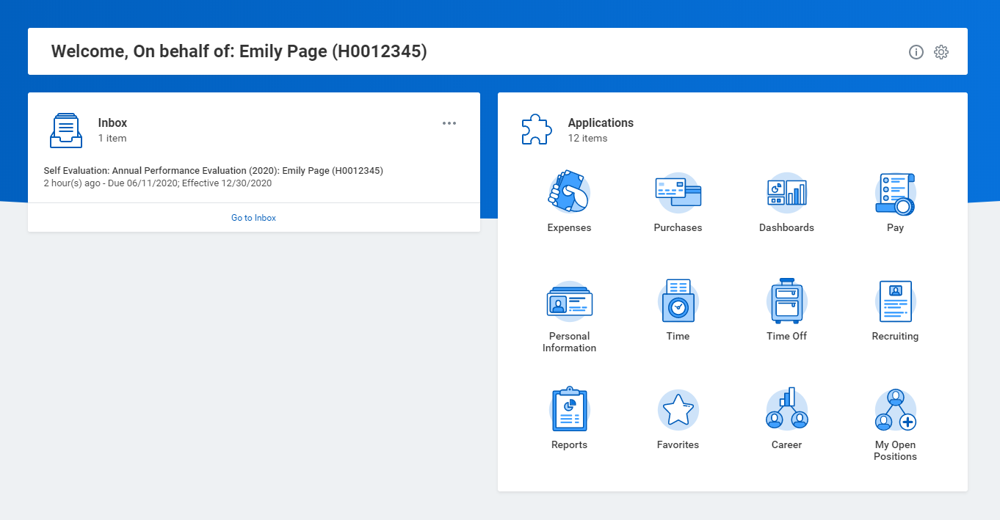 Welcome, On behalf of: Emily Page (H0012345)
Inbox
1 item
Self Evaluation: Annual Performance Evaluation (2020): Emily Page (H0012345)
2 hour(s) ago - Due 06/11/2020; Effective 12/30/2020
Go to Inbox
Applications
12 items
Expenses
Purchases
Dashboards
Pay
Personal
Information
Time
Time Off
Recruiting
Reports
Favorites
Career
My Open
Positions